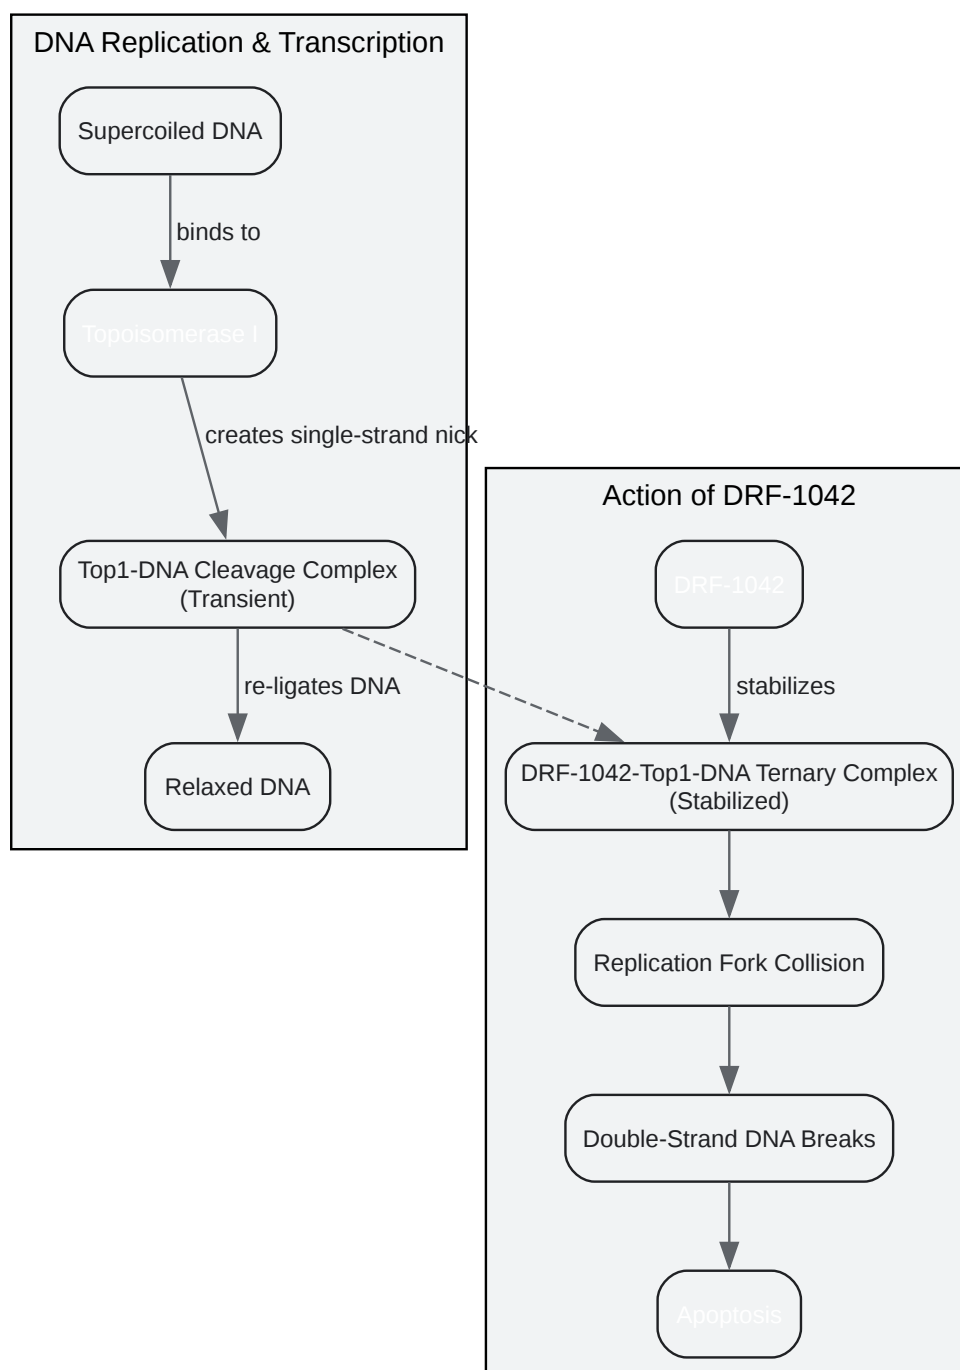 DNA Replication & Transcription
Supercoiled DNA
binds to
Topoisomerase I
creates single-strand nick
Top1-DNA Cleavage Complex
(Transient)
re-ligates DNA
Relaxed DNA
Action of DRF-1042
DRF-1042
stabilizes
DRF-1042-Top1-DNA Ternary Complex
(Stabilized)
Replication Fork Collision
Double-Strand DNA Breaks
Apoptosis